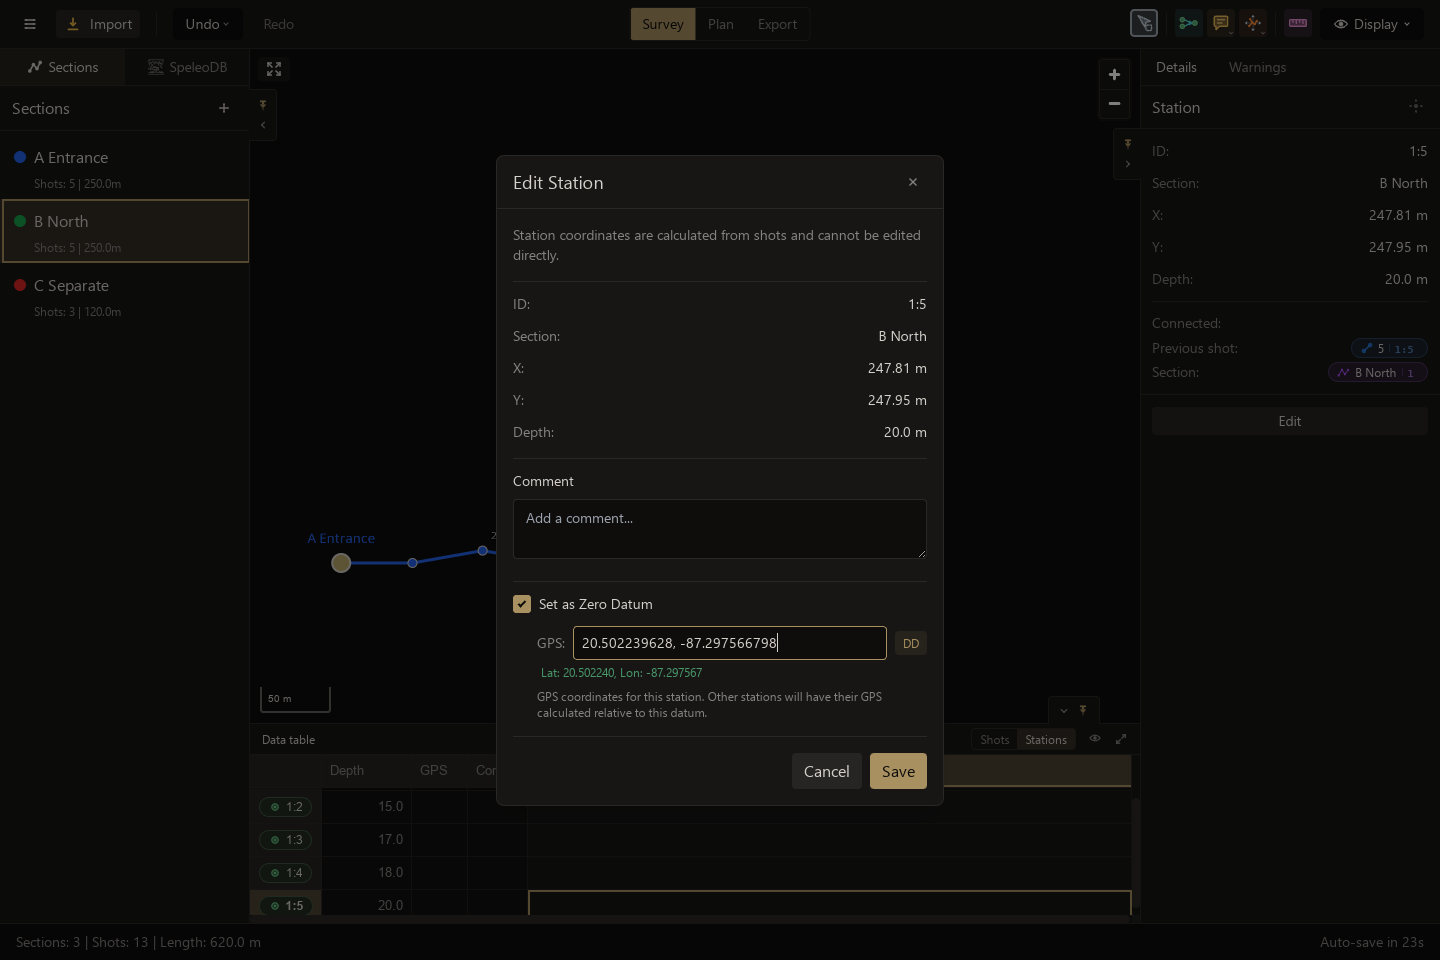 Import
Undo
Redo
Survey
Plan
Export
Display
Sections
SpeleoDB
Sections
A Entrance
Shots: 5 | 250.0m
B North
Shots: 5 | 250.0m
C Separate
Shots: 3 | 120.0m
A Entrance
2
50 m
Edit Station
Station coordinates are calculated from shots and cannot be edited
directly.
ID: 1:5
Section: B North
X: 247.81 m
Y: 247.95 m
Depth: 20.0 m
Comment
Add a comment...
Set as Zero Datum
GPS: 20.502239628, -87.297566798 DD
Lat: 20.502240, Lon: -87.297567
GPS coordinates for this station. Other stations will have their GPS
calculated relative to this datum.
Cancel
Save
Details
Warnings
Station
ID: 1:5
Section: B North
X: 247.81 m
Y: 247.95 m
Depth: 20.0 m
Connected:
Previous shot: 5 1:5
Section: B North 1
Edit
Data table
Shots
Stations
Depth GPS Con
1:2 15.0
1:3 17.0
1:4 18.0
1:5 20.0
Sections: 3 | Shots: 13 | Length: 620.0 m
Auto-save in 23s